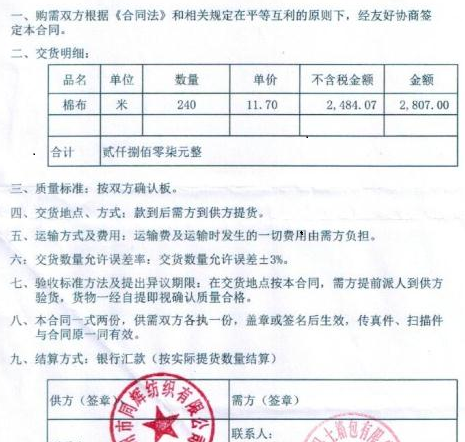 一、购需双方根据《合同法》和相关规定在平等互利的原则下，经友好协商签
定本合同。
二、交货明细：
品名 单位 数量 单价 不含税金额 金额
棉布 米 240 11.70 2,484.07 2,807.00
合计 贰仟捌佰零柒元整
三、质量标准：按双方确认板。
四、交货地点、方式：款到后需方到供方提货。
五、运输方式及费用：运输费及运输时发生的一切费用由需方负担。
六：交货数量允许误差率：交货数量允许误差±3%。
七、验收标准方法及提出异议期限：在交货地点按本合同，需方提前派人到供方
验货，货物一经自提即视确认质量合格。
八、本合同一式两份，供需双方各执一份，盖章或签名后生效，传真件、扫描件
与合同原一同有效。
九、结算方式：银行汇款（按实际提货数量结算）
供方（签章 需方（签章）
市同辉纺织有限公司
联系人：